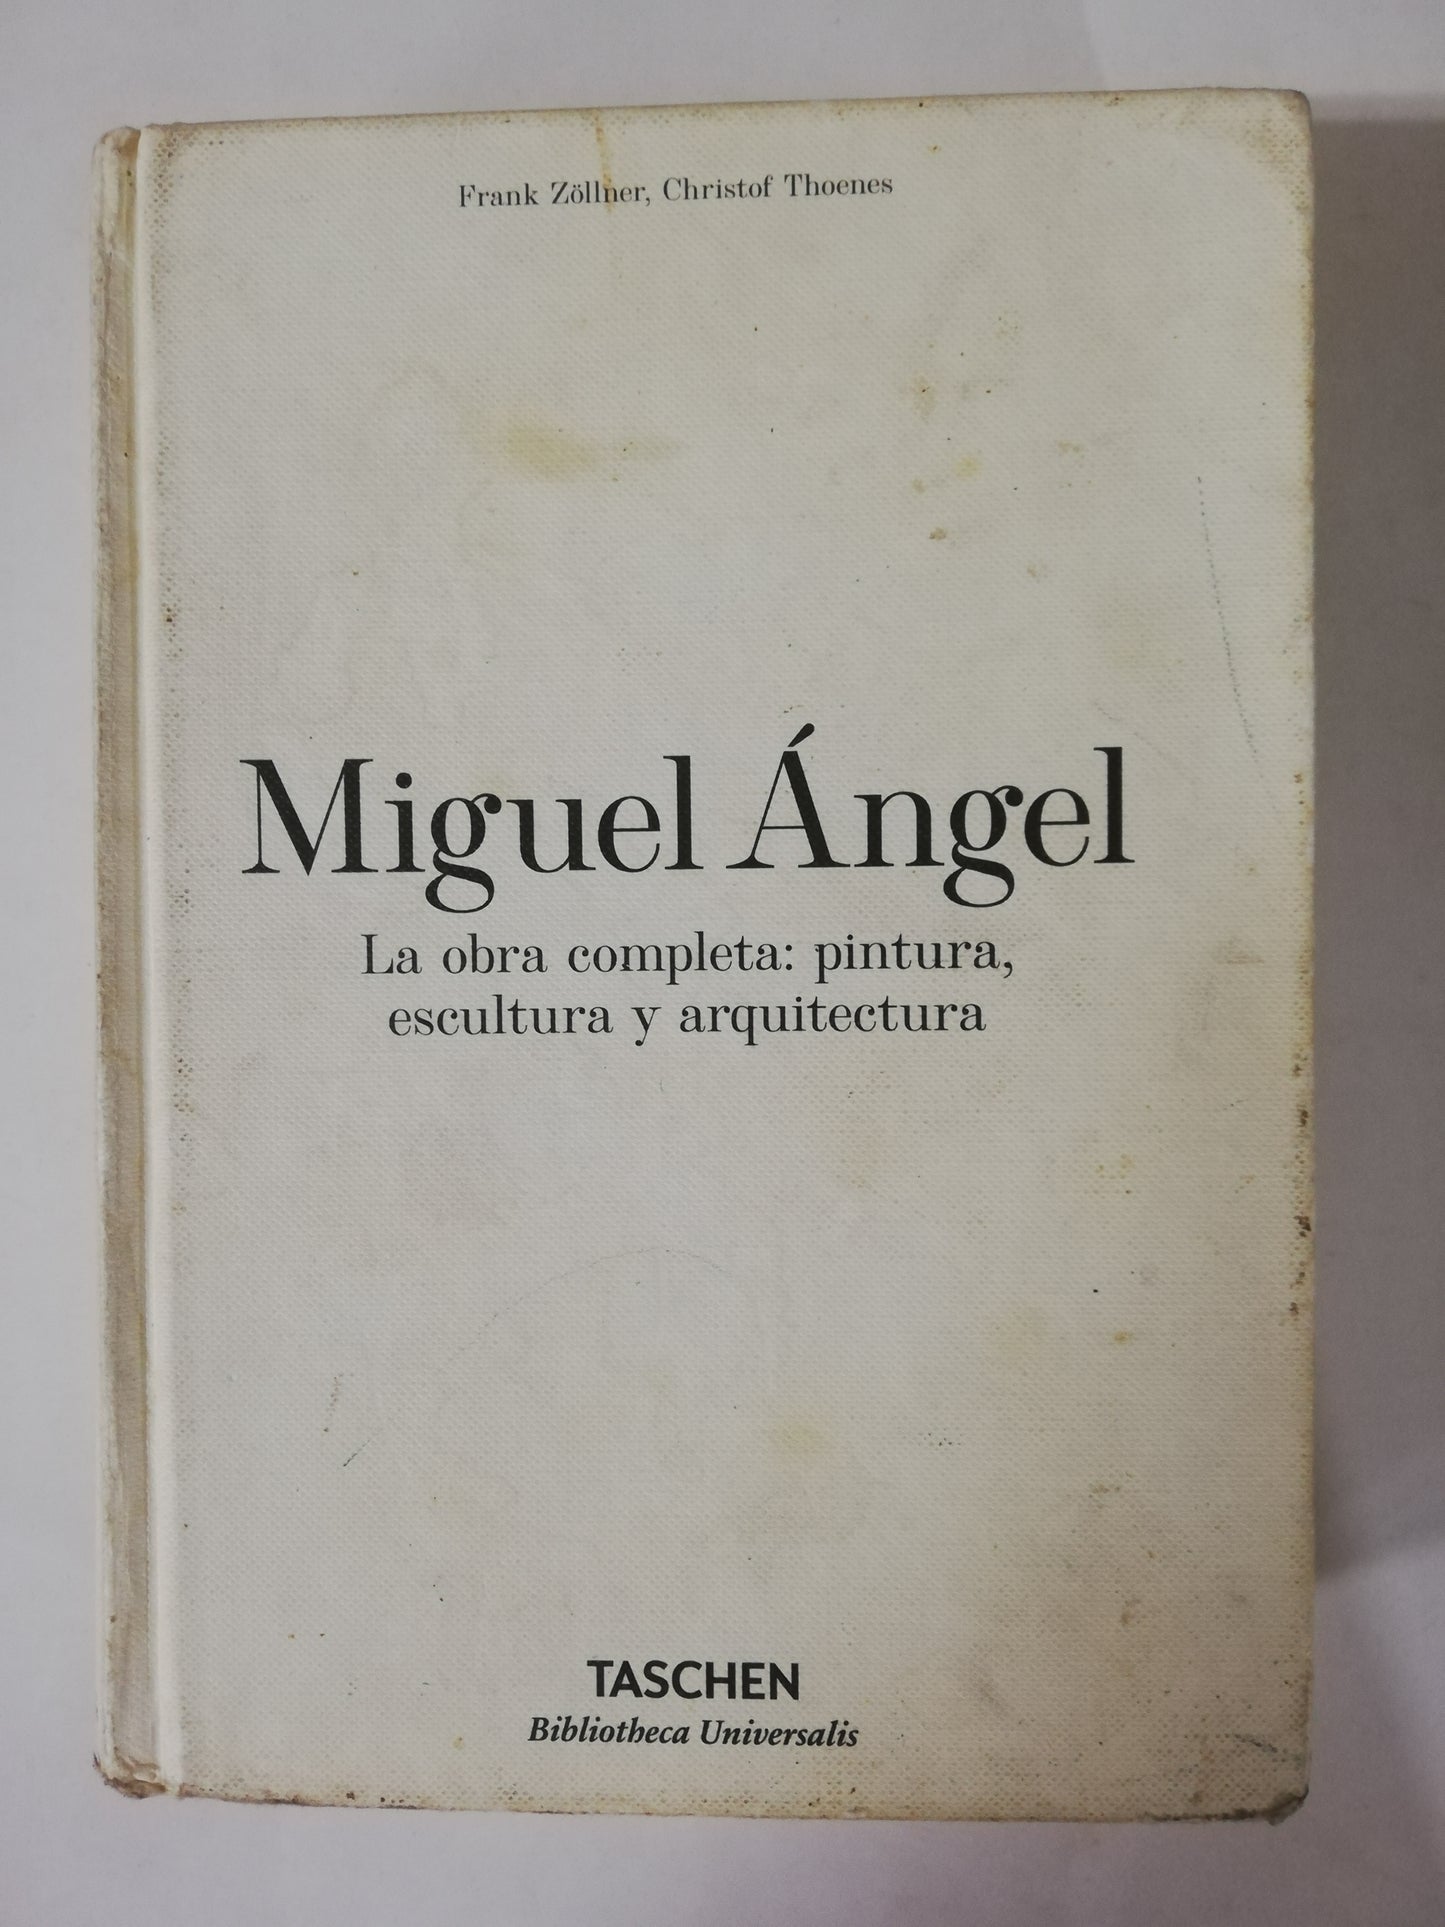 Frank Zöllner, Christof Thoenes
Miguel Ángel
La obra completa: pintura,
escultura y arquitectura
TASCHEN
Bibliotheca Universalis